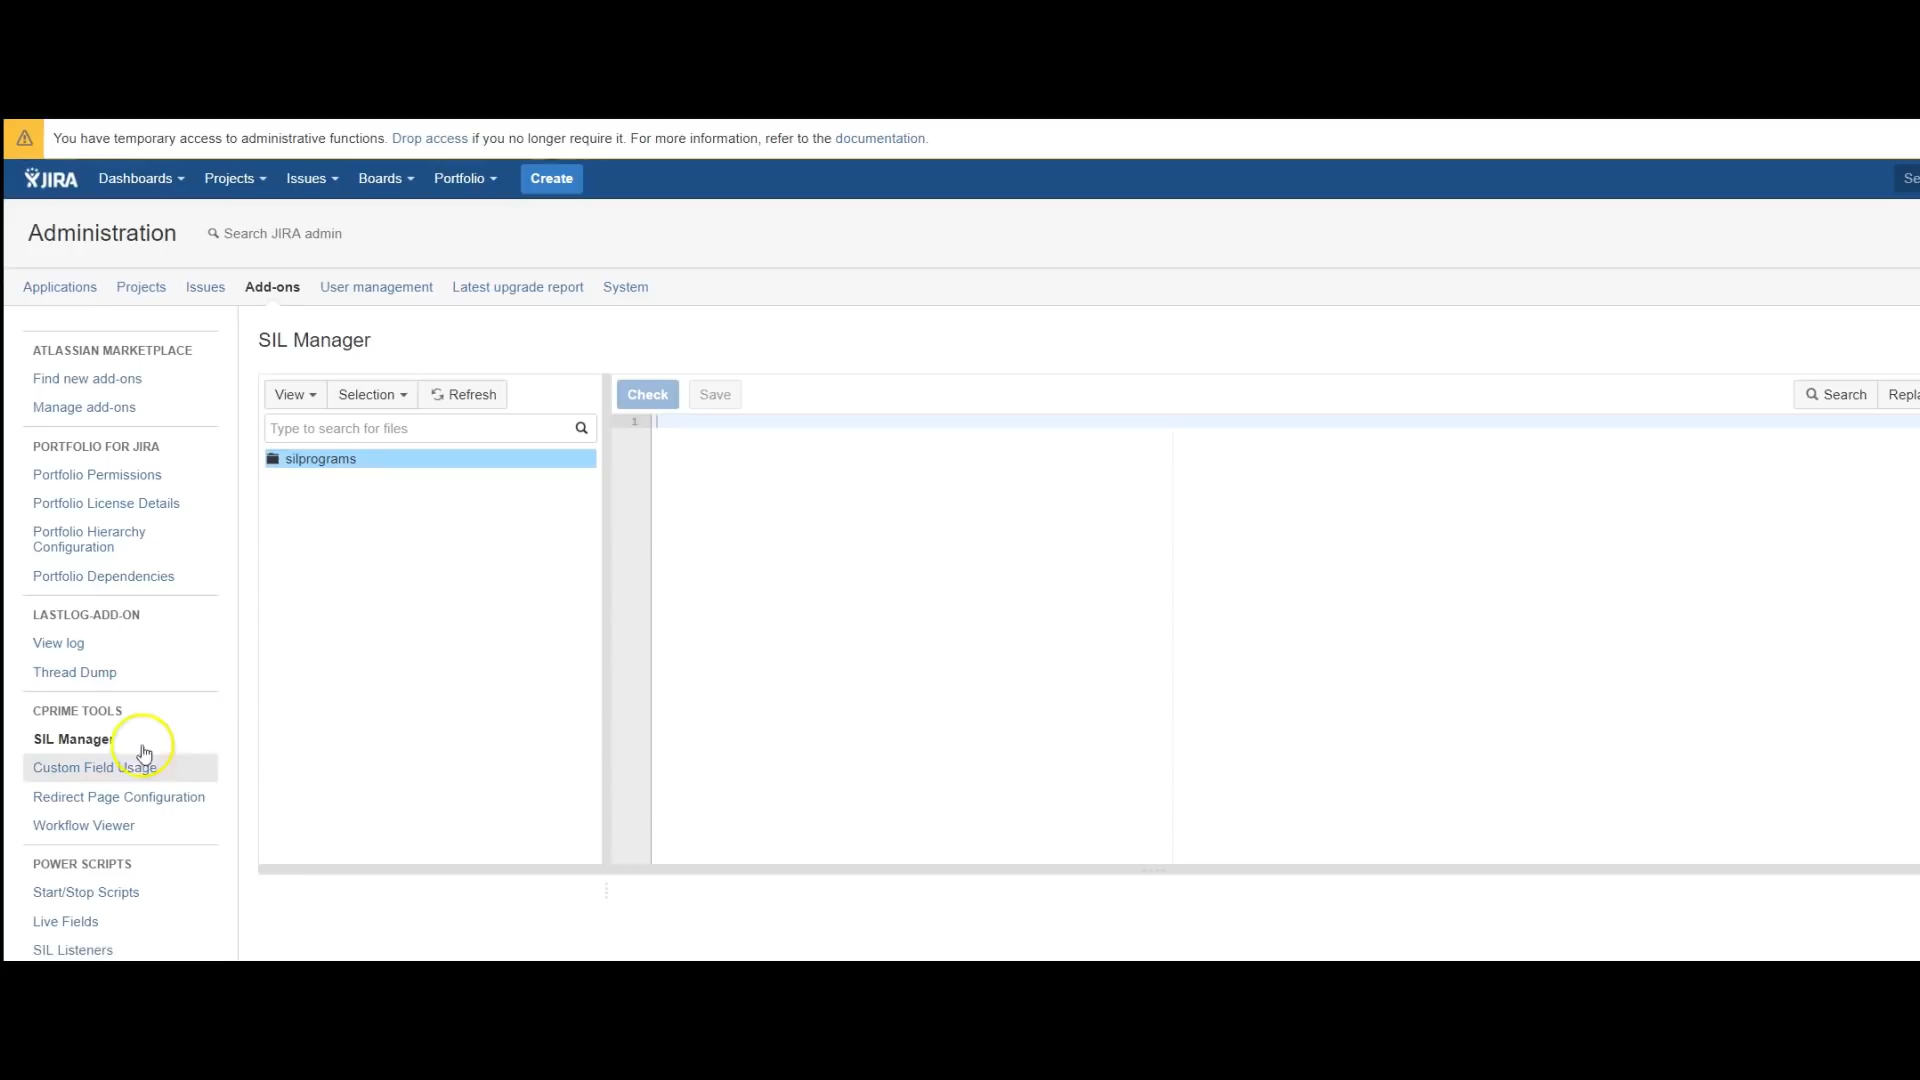 You have temporary access to administrative functions. Drop access if you no longer require it. For more information, refer to the documentation.
JIRA Dashboards Projects Issues Boards Portfolio Create Se
Administration Search JIRA admin
Applications Projects Issues Add-ons User management Latest upgrade report System
ATLASSIAN MARKETPLACE
Find new add-ons
Manage add-ons
PORTFOLIO FOR JIRA
Portfolio Permissions
Portfolio License Details
Portfolio Hierarchy
Configuration
Portfolio Dependencies
LASTLOG-ADD-ON
View log
Thread Dump
CPRIME TOOLS
SIL Manager
Custom Field Usage
Redirect Page Configuration
Workflow Viewer
POWER SCRIPTS
Start/Stop Scripts
Live Fields
SIL Listeners
SIL Manager
View Selection Refresh
Type to search for files
silprograms
Check Save Search Repla
1